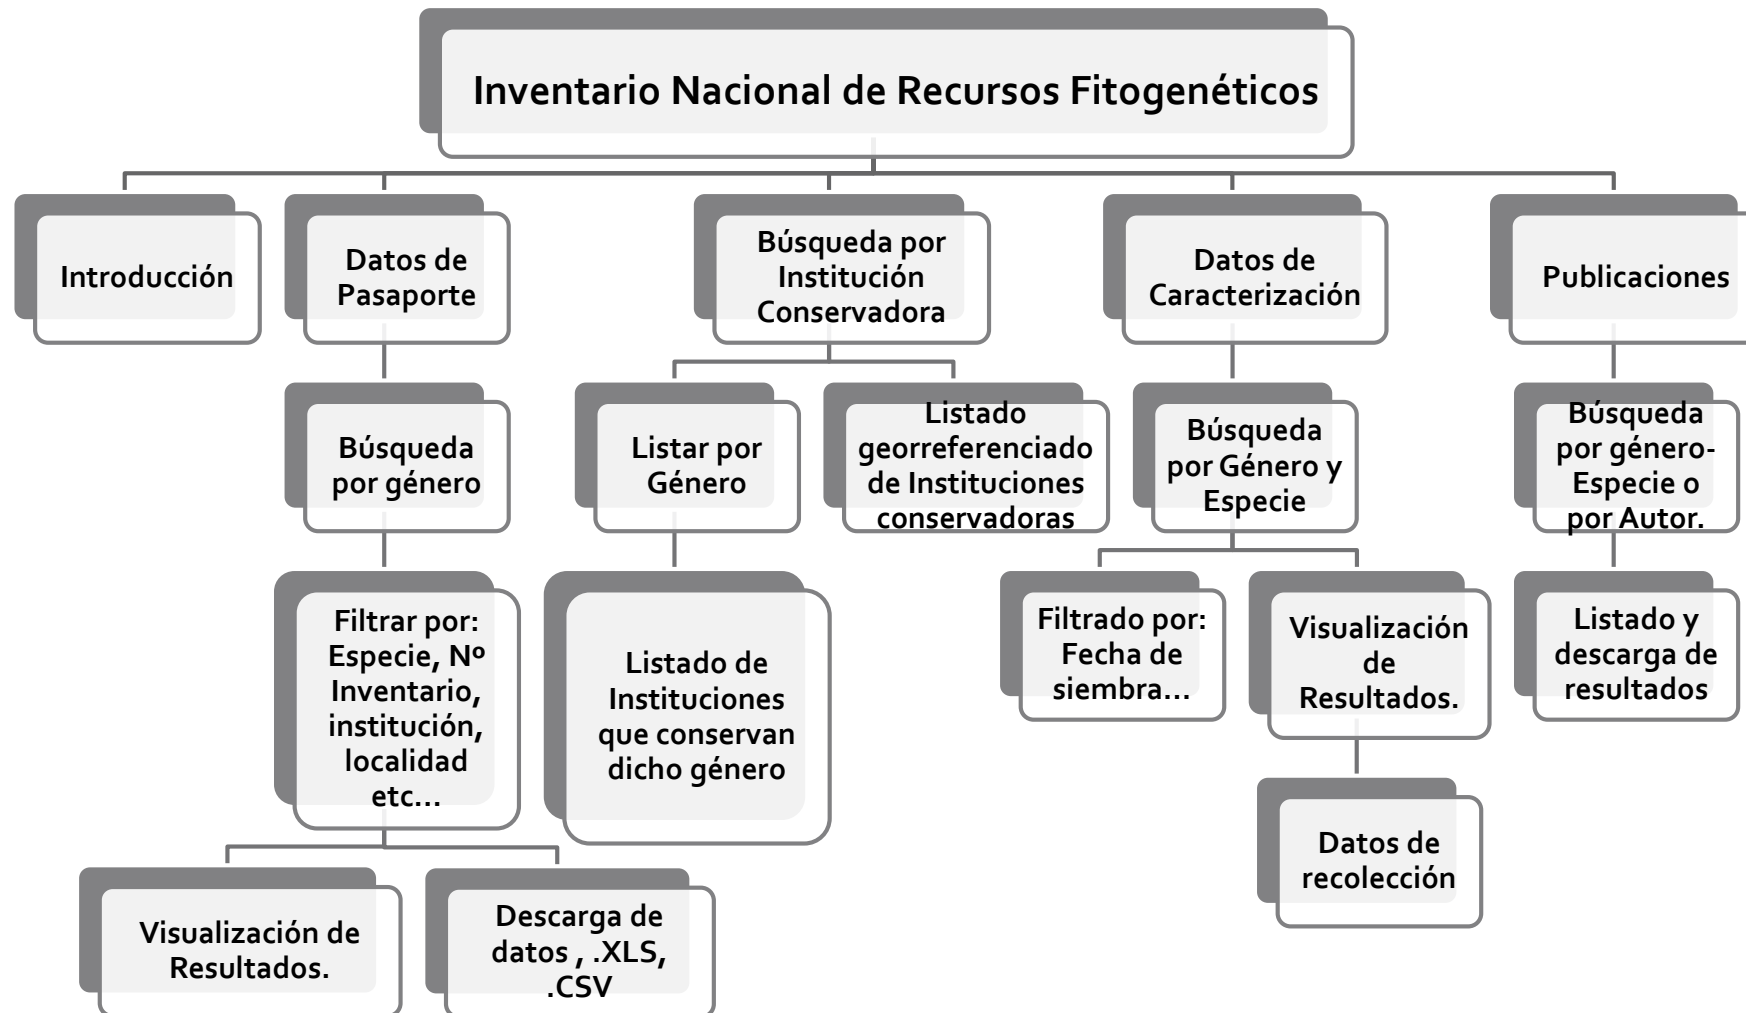 Inventario Nacional de Recursos Fitogenéticos
Introducción
Datos de
Pasaporte
Búsqueda por
Institución
Conservadora
Datos de
Caracterización
Publicaciones
Búsqueda
por género
Listar por
Género
Listado
georreferenciado
de Instituciones
conservadoras
Búsqueda
por Género y
Especie
Búsqueda
por género-
Especie o
por Autor.
Filtrar por:
Especie, Nº
Inventario,
institución,
localidad
etc...
Listado de
Instituciones
que conservan
dicho género
Filtrado por:
Fecha de
siembra...
Visualización
de
Resultados.
Listado y
descarga de
resultados
Datos de
recolección
Visualización de
Resultados.
Descarga de
datos , .XLS,
.CSV